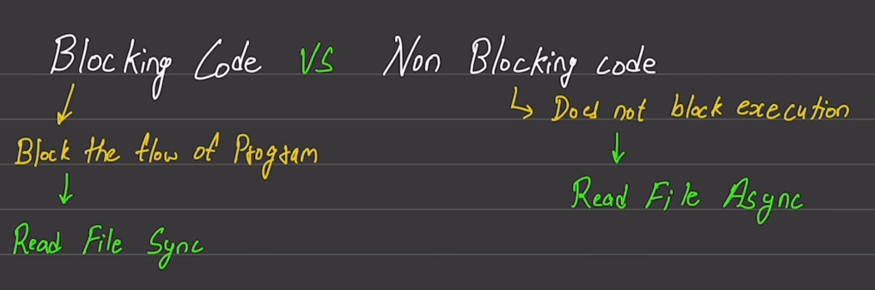 Blocking Code VS Non Blocking code
Does not block execution
Block the flow of Program
Read File Async
Read File Sync